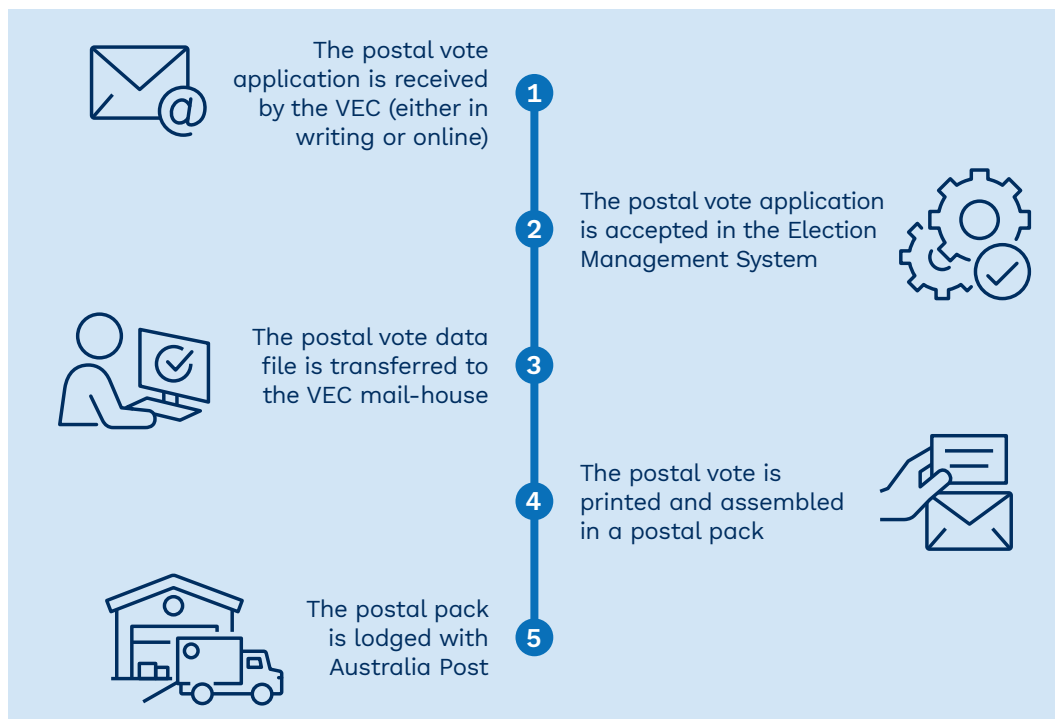 The postal vote
application is received
by the VEC (either in
writing or online)
1
2
The postal vote application
is accepted in the Election
Management System
The postal vote data
file is transferred to
the VEC mail-house
3
4
The postal vote is
printed and assembled
in a postal pack
The postal pack
is lodged with
Australia Post
5